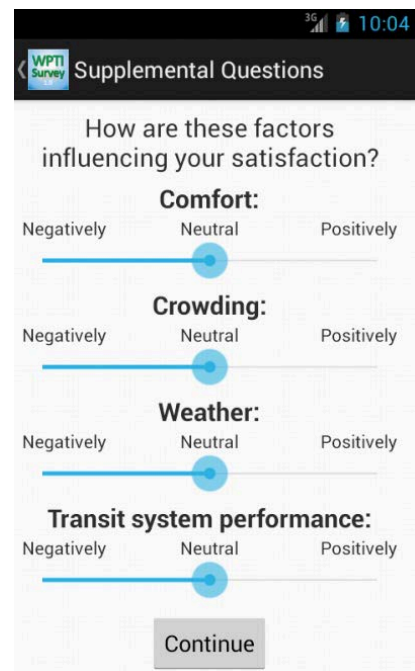 3G 10:04
WPTI
Survey
Supplemental Questions
How are these factors
influencing your satisfaction?
Comfort:
Negatively Neutral Positively
Crowding:
Negatively Neutral Positively
Weather:
Negatively Neutral Positively
Transit system performance:
Negatively Neutral Positively
Continue